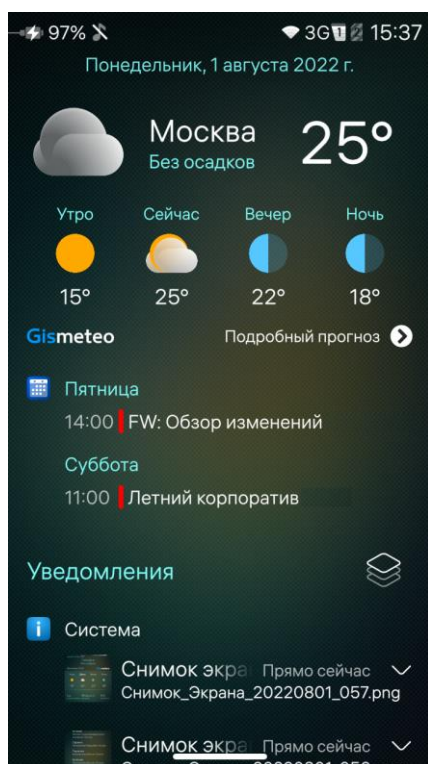 97% 3G 1 15:37
Понедельник, 1 августа 2022 г.
Москва 25°
Без осадков
Утро Сейчас Вечер Ночь
15° 25° 22° 18°
Gismeteo Подробный прогноз
Пятница
14:00 FW: Обзор изменений
Суббота
11:00 Летний корпоратив
Уведомления
Система
Снимок экра Прямо сейчас
Снимок_Экрана_20220801_057.png
Снимок экра Прямо сейчас